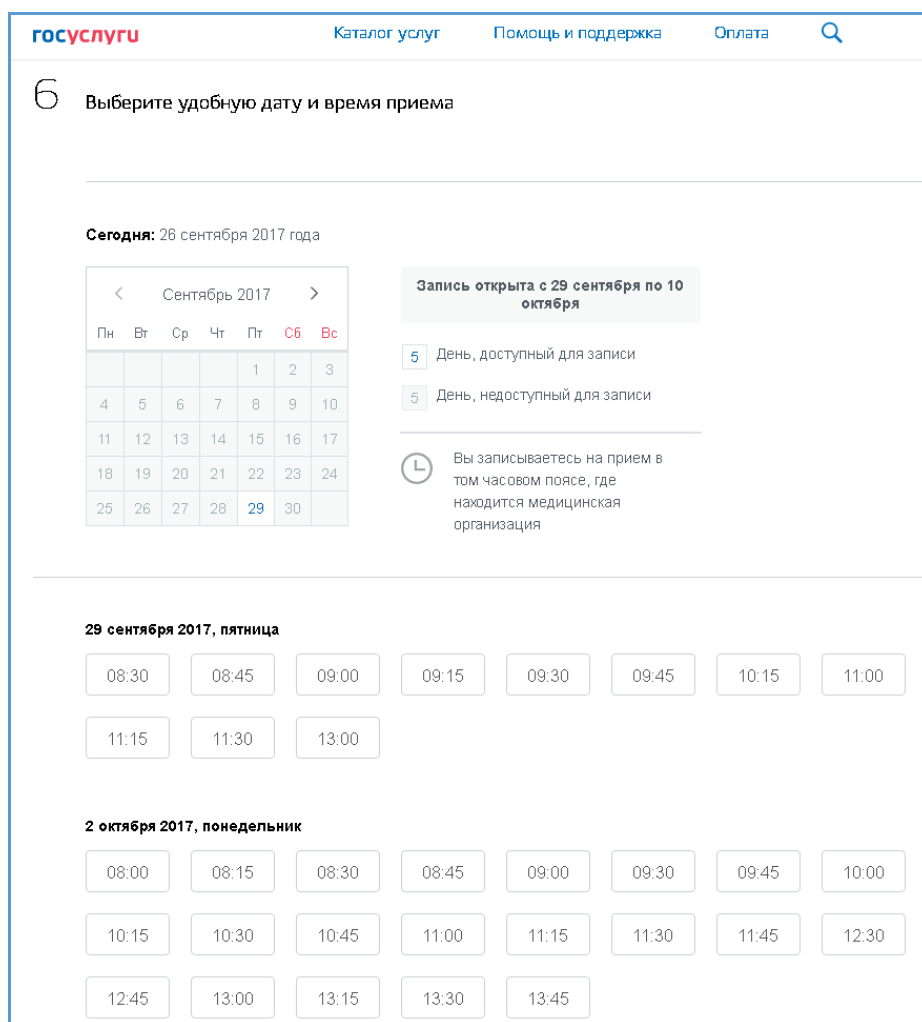 госуслуги Каталог услуг Помощь и поддержка Оплата
6 Выберите удобную дату и время приема
Сегодня: 26 сентября 2017 года
Сентябрь 2017
Пн Вт Ср Чт Пт Сб Вс
1 2 3
4 5 6 7 8 9 10
11 12 13 14 15 16 17
18 19 20 21 22 23 24
25 26 27 28 29 30
Запись открыта с 29 сентября по 10
октября
5 День, доступный для записи
5 День, недоступный для записи
Вы записываетесь на прием в
том часовом поясе, где
находится медицинская
организация
29 сентября 2017, пятница
08:30 08:45 09:00 09:15 09:30 09:45 10:15 11:00
11:15 11:30 13:00
2 октября 2017, понедельник
08:00 08:15 08:30 08:45 09:00 09:30 09:45 10:00
10:15 10:30 10:45 11:00 11:15 11:30 11:45 12:30
12:45 13:00 13:15 13:30 13:45